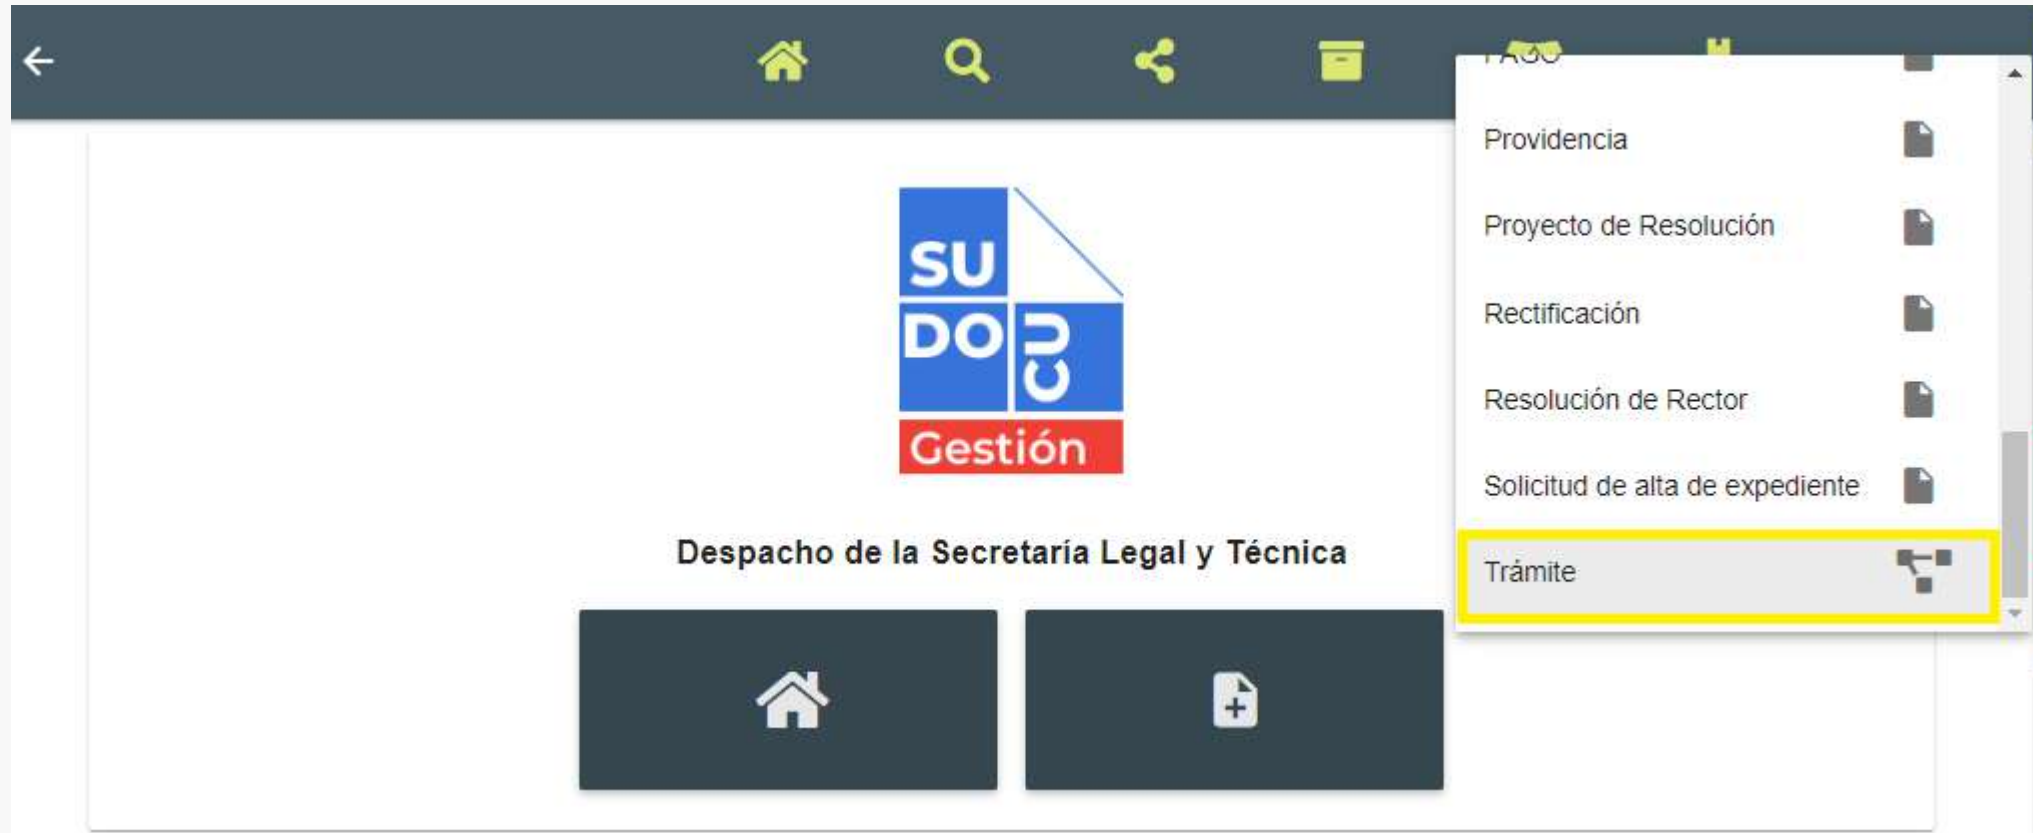 PAGO
Providencia
Proyecto de Resolución
Rectificación
Resolución de Rector
Solicitud de alta de expediente
Trámite
SU
DO CU
Gestión
Despacho de la Secretaría Legal y Técnica